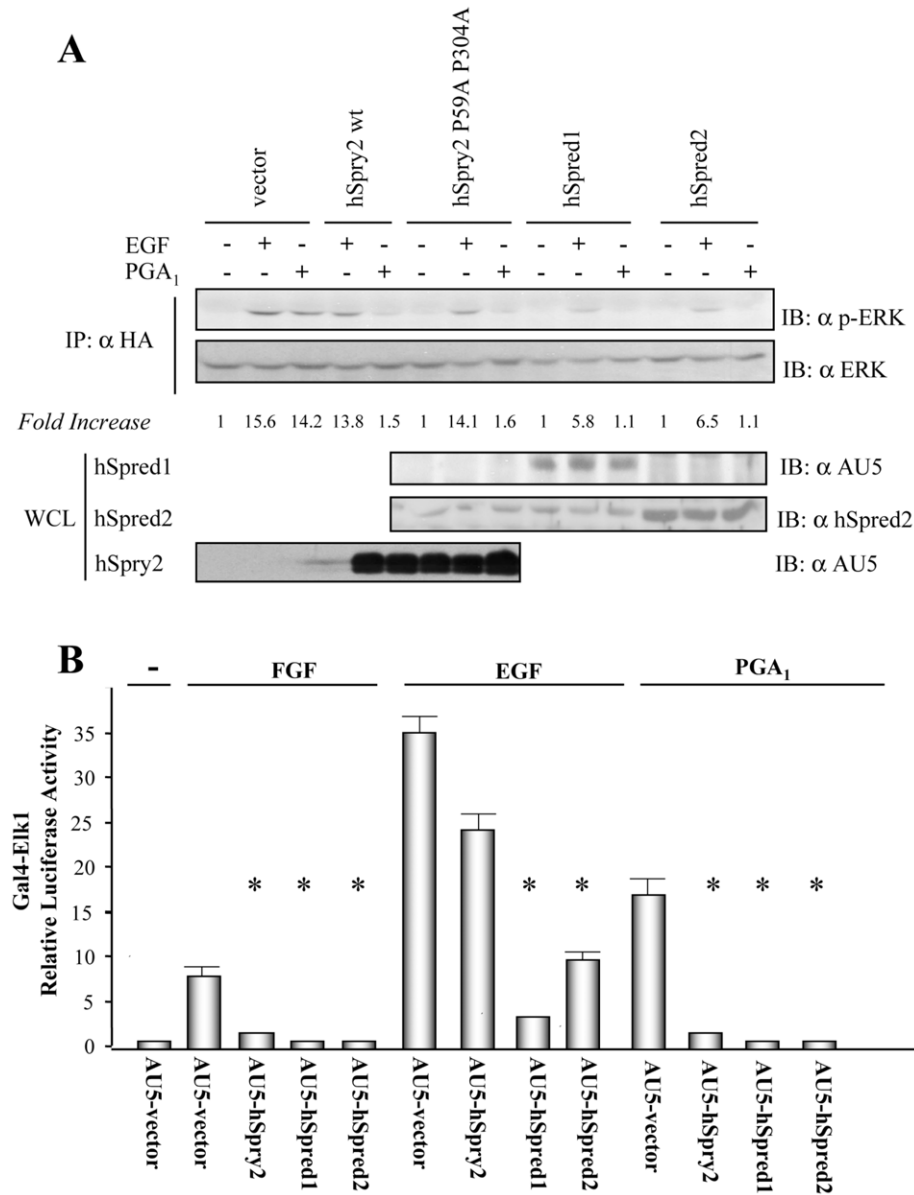 A
vector
hSpry2 wt
hSpry2 P59A P304A
hSpred1
hSpred2
EGF - + - + - - + - - + - - + -
PGA₁ - - + - + - - + - - + - - +
IP: α HA
IB: α p-ERK
IB: α ERK
Fold Increase 1 15.6 14.2 13.8 1.5 1 14.1 1.6 1 5.8 1.1 1 6.5 1.1
WCL
hSpred1 IB: α AU5
hSpred2 IB: α hSpred2
hSpry2 IB: α AU5
B
- FGF EGF PGA₁
Gal4-Elk1
Relative Luciferase Activity
35
25
20
15
10
5
0
AU5-vector
AU5-vector
AU5-hSpry2
AU5-hSpred1
AU5-hSpred2
AU5-vector
AU5-hSpry2
AU5-hSpred1
AU5-hSpred2
AU5-vector
AU5-hSpry2
AU5-hSpred1
AU5-hSpred2
* * * * * * * *